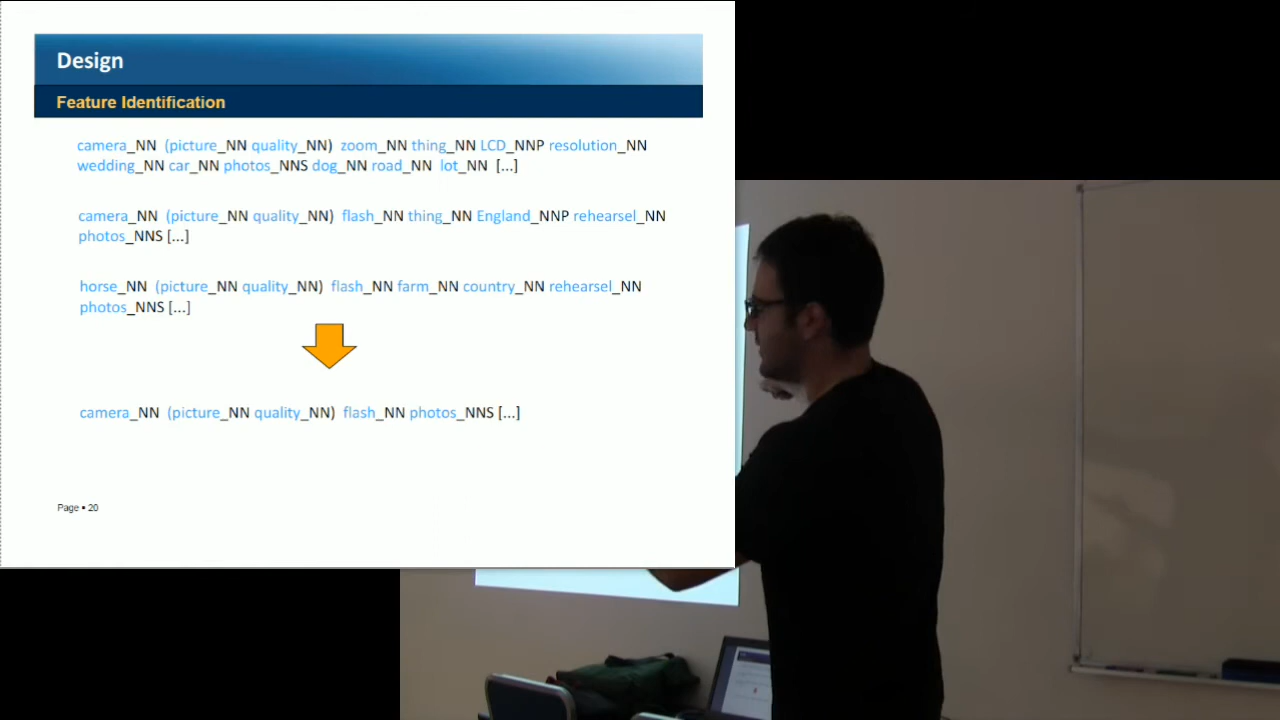 Design
Feature Identification
camera_NN (picture_NN quality_NN) zoom_NN thing_NN LCD_NNP resolution_NN
wedding_NN car_NN photos_NNS dog_NN road_NN lot_NN [...]
camera_NN (picture_NN quality_NN) flash_NN thing_NN England_NNP rehearsel_NN
photos_NNS [...]
horse_NN (picture_NN quality_NN) flash_NN farm_NN country_NN rehearsel_NN
photos_NNS [...]
camera_NN (picture_NN quality_NN) flash_NN photos_NNS [...]
Page ▪ 20